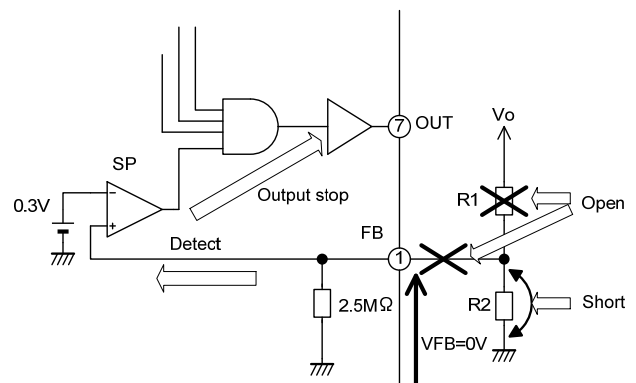 7 OUT
Vo
SP
R1
Output stop
Open
0.3V
−
+
FB
Detect
1
2.5MΩ
R2
Short
VFB=0V